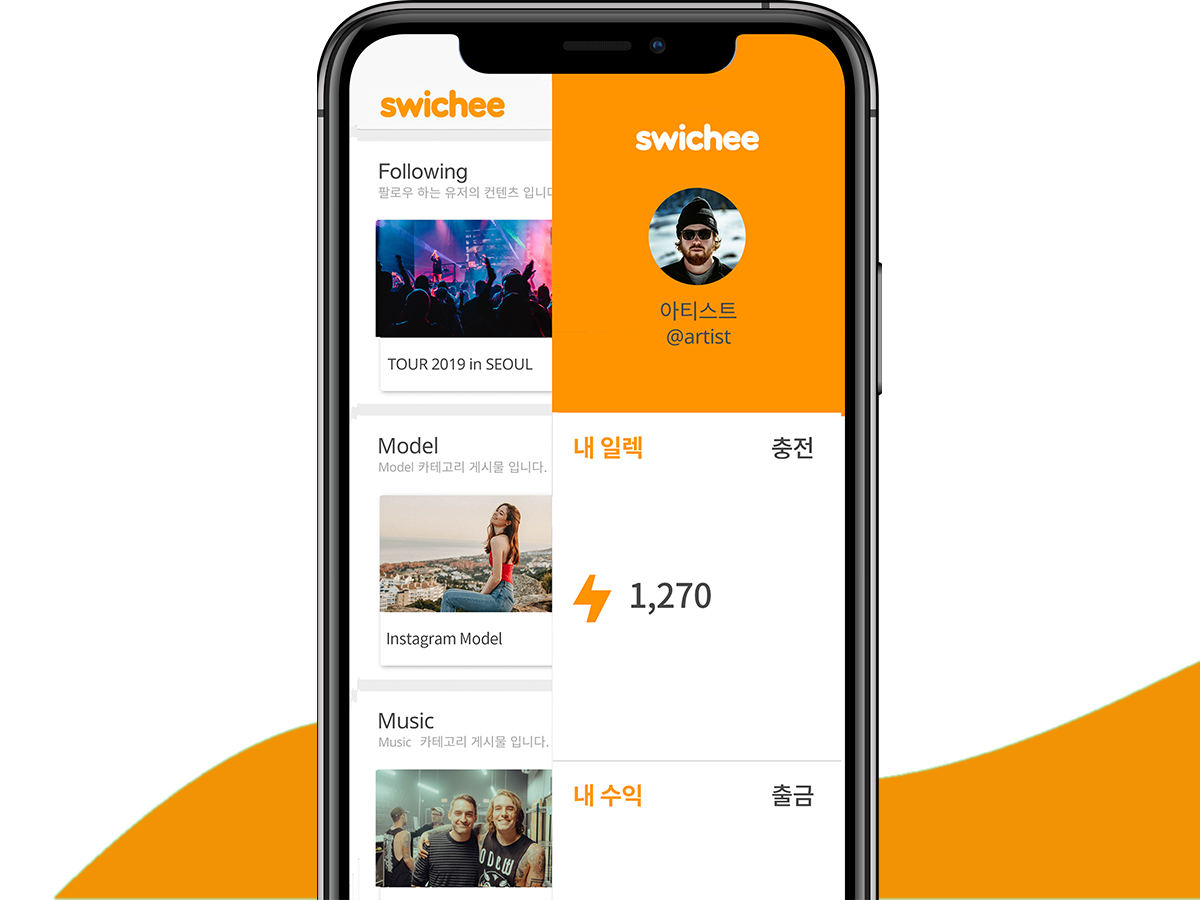 swichee
Following
팔로우 하는 유저의 컨텐츠 입니다
TOUR 2019 in SEOUL
Model
Model 카테고리 게시물 입니다.
Instagram Model
Music
Music 카테고리 게시물 입니다.
swichee
아티스트
@artist
내 일렉
충전
1,270
내 수익
출금